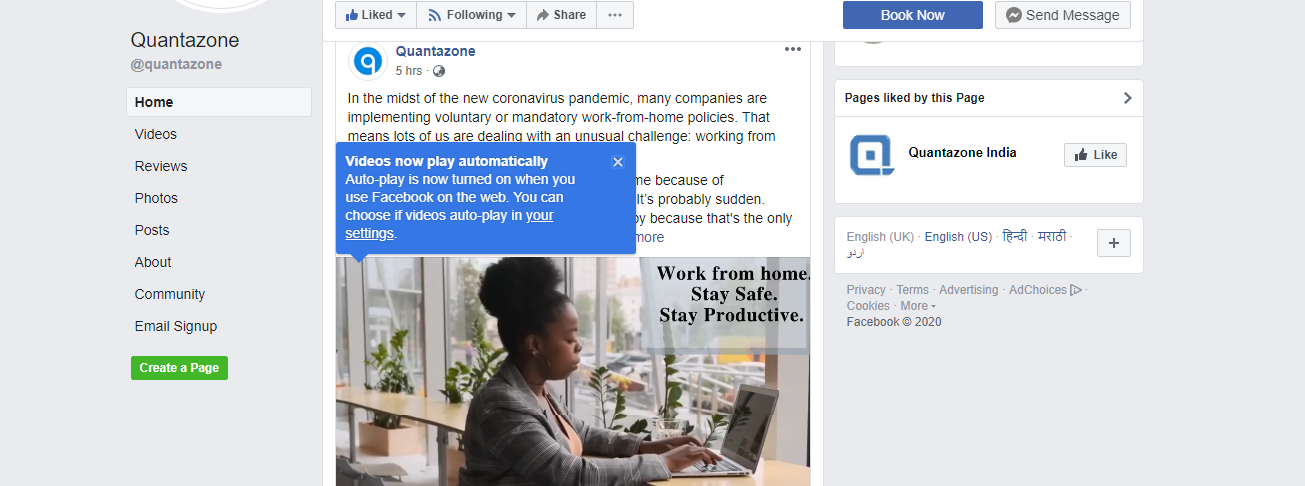 Liked
Following
Share
Book Now
Send Message
Quantazone
@quantazone
Home
Videos
Reviews
Photos
Posts
About
Community
Email Signup
Create a Page
Quantazone
5 hrs ·
In the midst of the new coronavirus pandemic, many companies are
implementing voluntary or mandatory work-from-home policies. That
means lots of us are dealing with an unusual challenge: working from
Videos now play automatically
Auto-play is now turned on when you
use Facebook on the web. You can
choose if videos auto-play in your
settings.
me because of
It's probably sudden.
because that's the only
more
Work from home.
Stay Safe.
Stay Productive.
Pages liked by this Page
Quantazone India
Like
English (UK) · English (US) · हिन्दी · मराठी ·
اردو
Privacy · Terms · Advertising · AdChoices ·
Cookies · More
Facebook © 2020